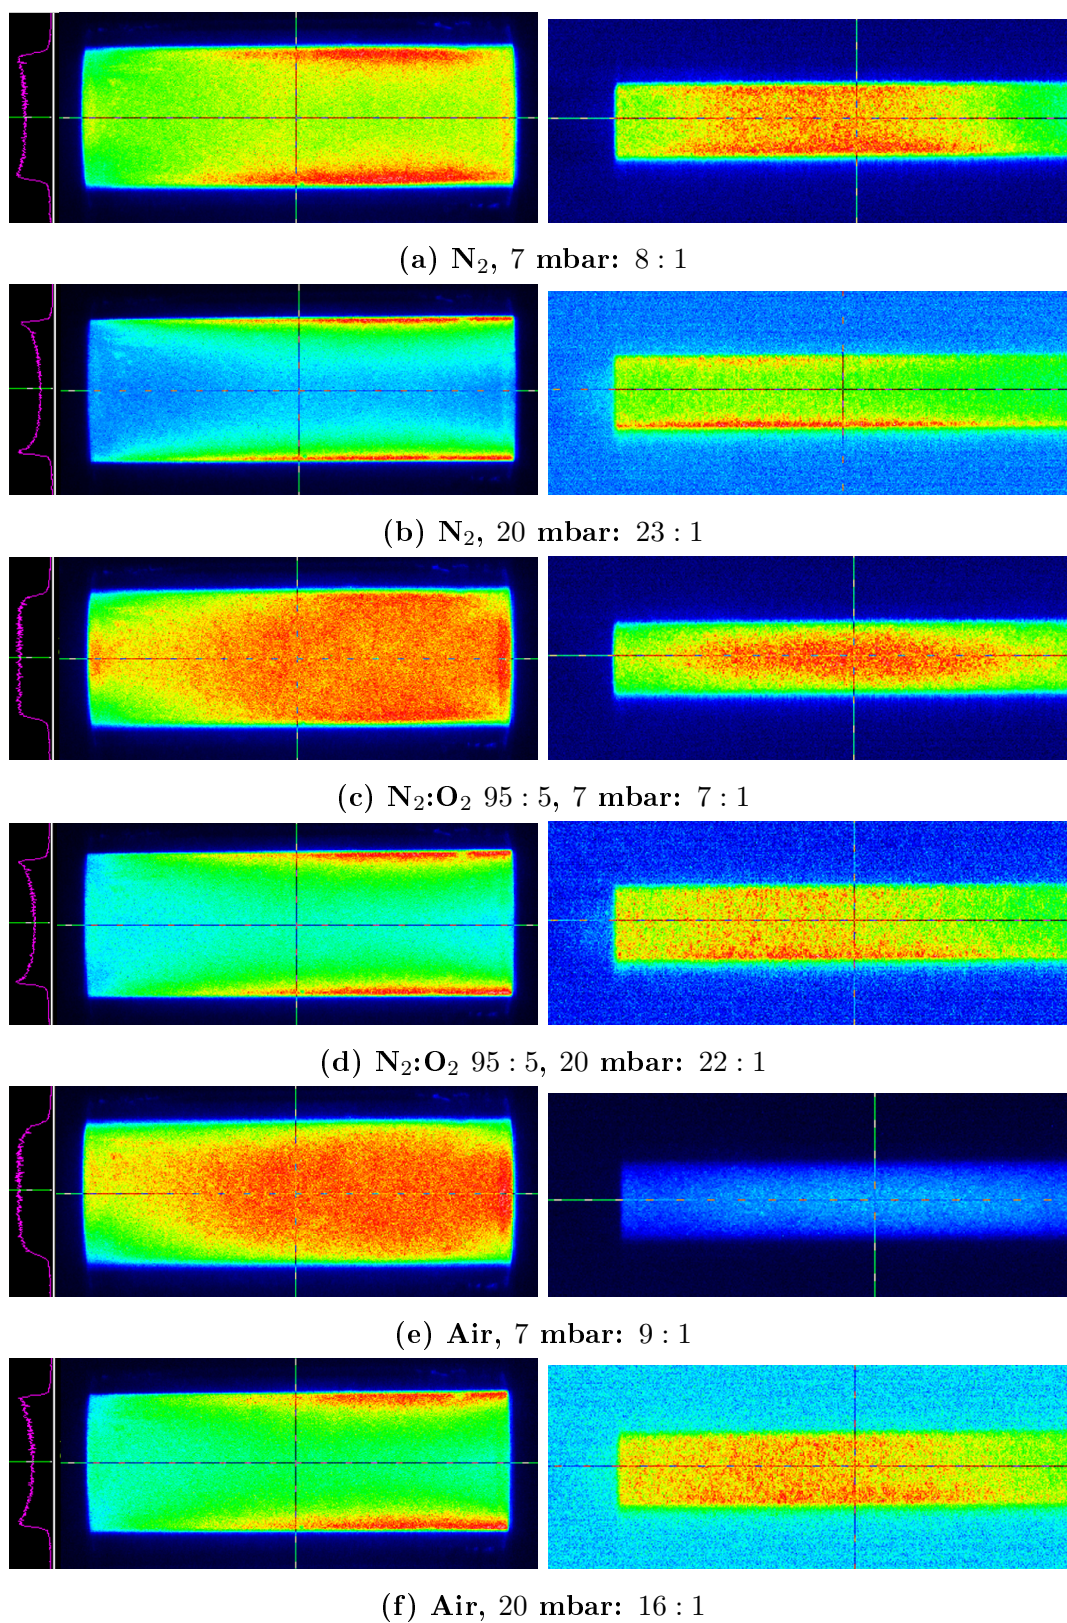 (a) N₂, 7 mbar: 8 : 1
(b) N₂, 20 mbar: 23 : 1
(c) N₂:O₂ 95 : 5, 7 mbar: 7 : 1
(d) N₂:O₂ 95 : 5, 20 mbar: 22 : 1
(e) Air, 7 mbar: 9 : 1
(f) Air, 20 mbar: 16 : 1